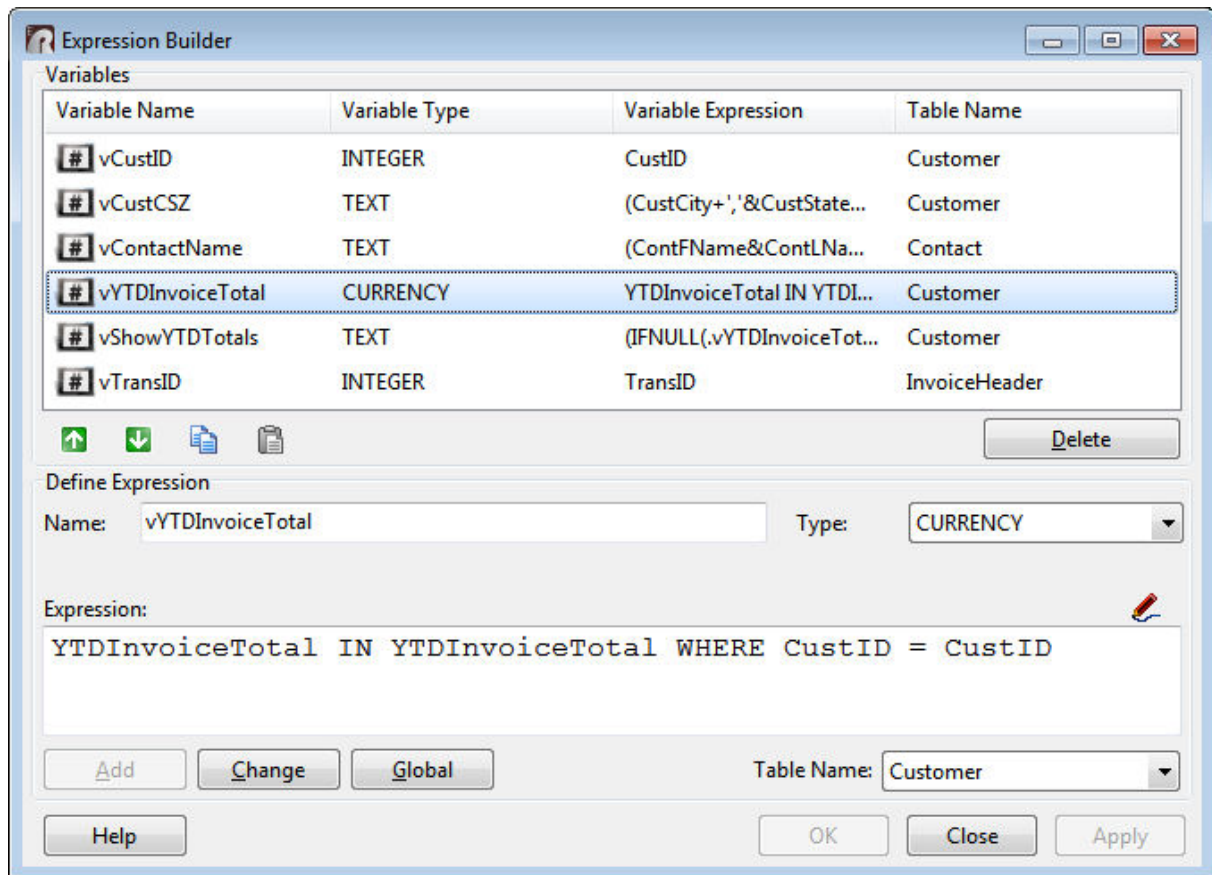 Expression Builder
Variables
Variable Name Variable Type Variable Expression Table Name
# vCustID INTEGER CustID Customer
# vCustCSZ TEXT (CustCity+','&CustState... Customer
# vContactName TEXT (ContFName&ContLNa... Contact
# vYTDInvoiceTotal CURRENCY YTDInvoiceTotal IN YTDI... Customer
# vShowYTDTotals TEXT (IFNULL(.vYTDInvoiceTot... Customer
# vTransID INTEGER TransID InvoiceHeader
Delete
Define Expression
Name: vYTDInvoiceTotal Type: CURRENCY
Expression:
YTDInvoiceTotal IN YTDInvoiceTotal WHERE CustID = CustID
Add Change Global Table Name: Customer
Help OK Close Apply